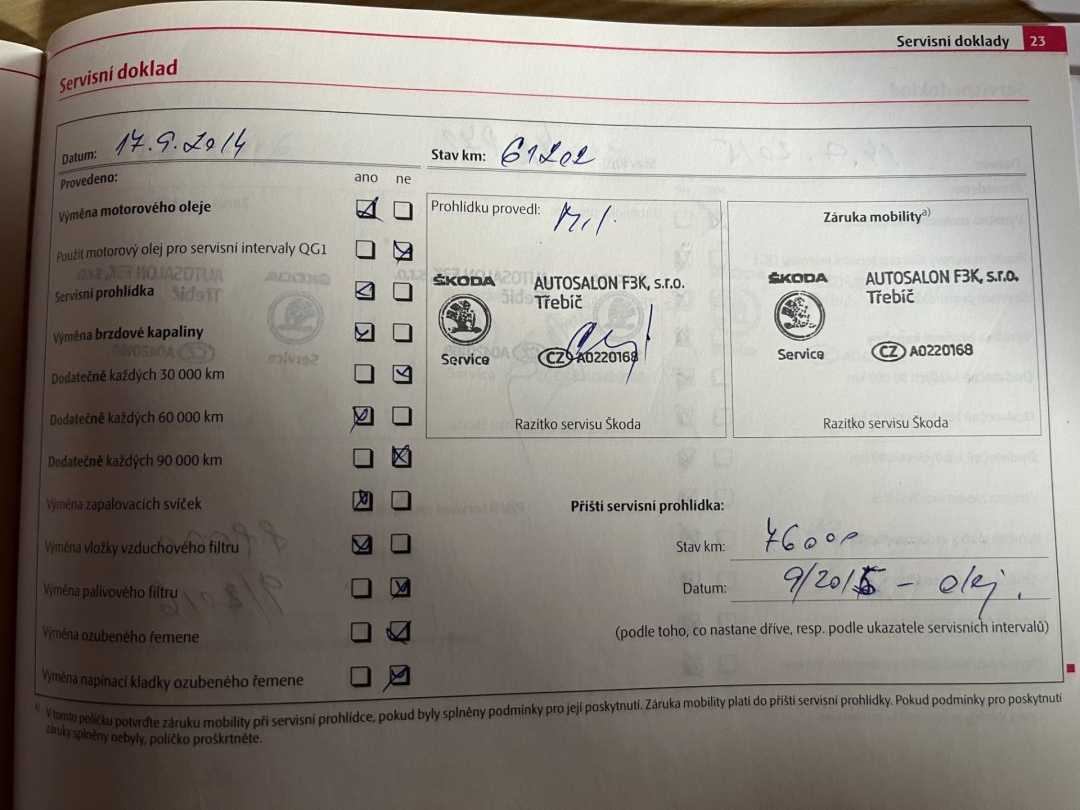 Servisní doklady 23
Servisní doklad
Datum: 17.9.2014
Stav km: 61202
Provedeno:
ano ne
Výměna motorového oleje
Použit motorový olej pro servisní intervaly QG1
Servisní prohlídka
Výměna brzdové kapaliny
Dodatečně každých 30 000 km
Dodatečně každých 60 000 km
Dodatečně každých 90 000 km
Výměna zapalovacích svíček
Výměna vložky vzduchového filtru
Výměna palivového filtru
Výměna ozubeného řemene
Výměna napínací kladky ozubeného řemene
Prohlídku provedl:
ŠKODA
Service
AUTOSALON F3K, s.r.o.
Třebíč
CZ A0220168
Razítko servisu Škoda
Záruka mobility a)
ŠKODA
Service
AUTOSALON F3K, s.r.o.
Třebíč
CZ A0220168
Razítko servisu Škoda
Příští servisní prohlídka:
Stav km: 76000
Datum: 9/2015 - olej.
(podle toho, co nastane dříve, resp. podle ukazatele servisních intervalů)
a) V tomto políčku potvrďte záruku mobility při servisní prohlídce, pokud byly splněny podmínky pro její poskytnutí. Záruka mobility platí do příští servisní prohlídky. Pokud podmínky pro poskytnutí
záruky splněny nebyly, políčko proškrtněte.